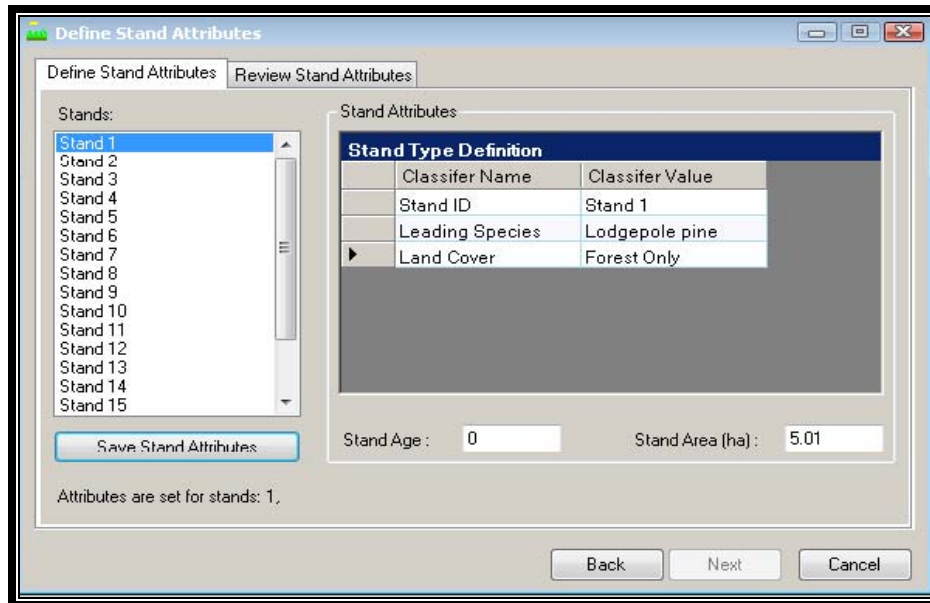 Define Stand Attributes
Define Stand Attributes
Review Stand Attributes
Stands:
Stand 1
Stand 2
Stand 3
Stand 4
Stand 5
Stand 6
Stand 7
Stand 8
Stand 9
Stand 10
Stand 11
Stand 12
Stand 13
Stand 14
Stand 15
Save Stand Attributes
Attributes are set for stands: 1,
Stand Attributes
Stand Type Definition
Classifer Name Classifer Value
Stand ID Stand 1
Leading Species Lodgepole pine
Land Cover Forest Only
Stand Age : 0 Stand Area (ha) : 5.01
Back Next Cancel